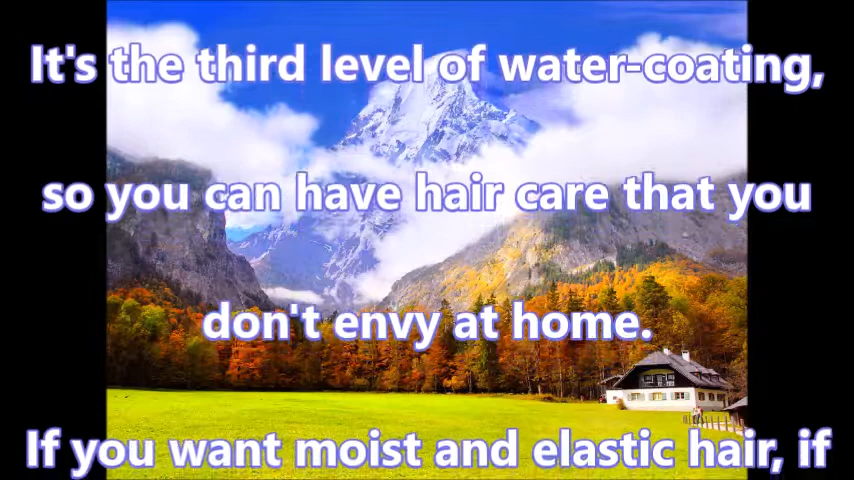 It's the third level of water-coating,
so you can have hair care that you
don't envy at home.
If you want moist and elastic hair, if